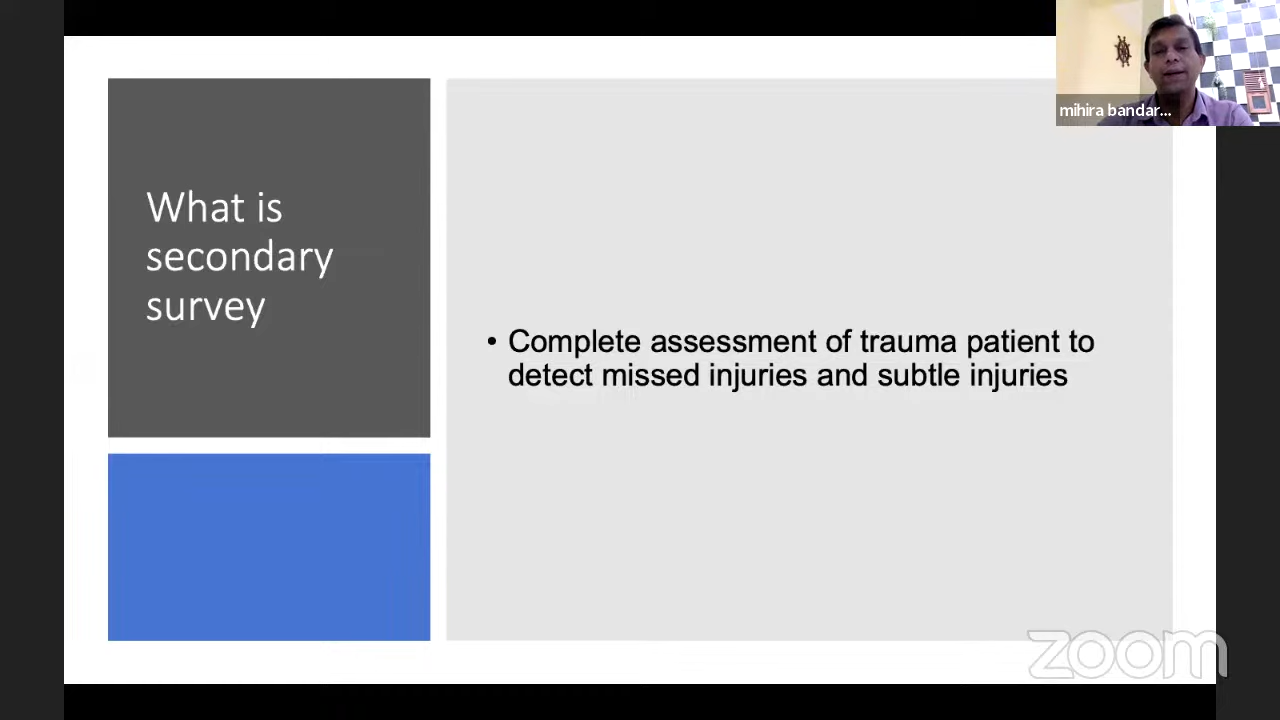 What is
secondary
survey
• Complete assessment of trauma patient to
detect missed injuries and subtle injuries
mihira bandar...
zoom